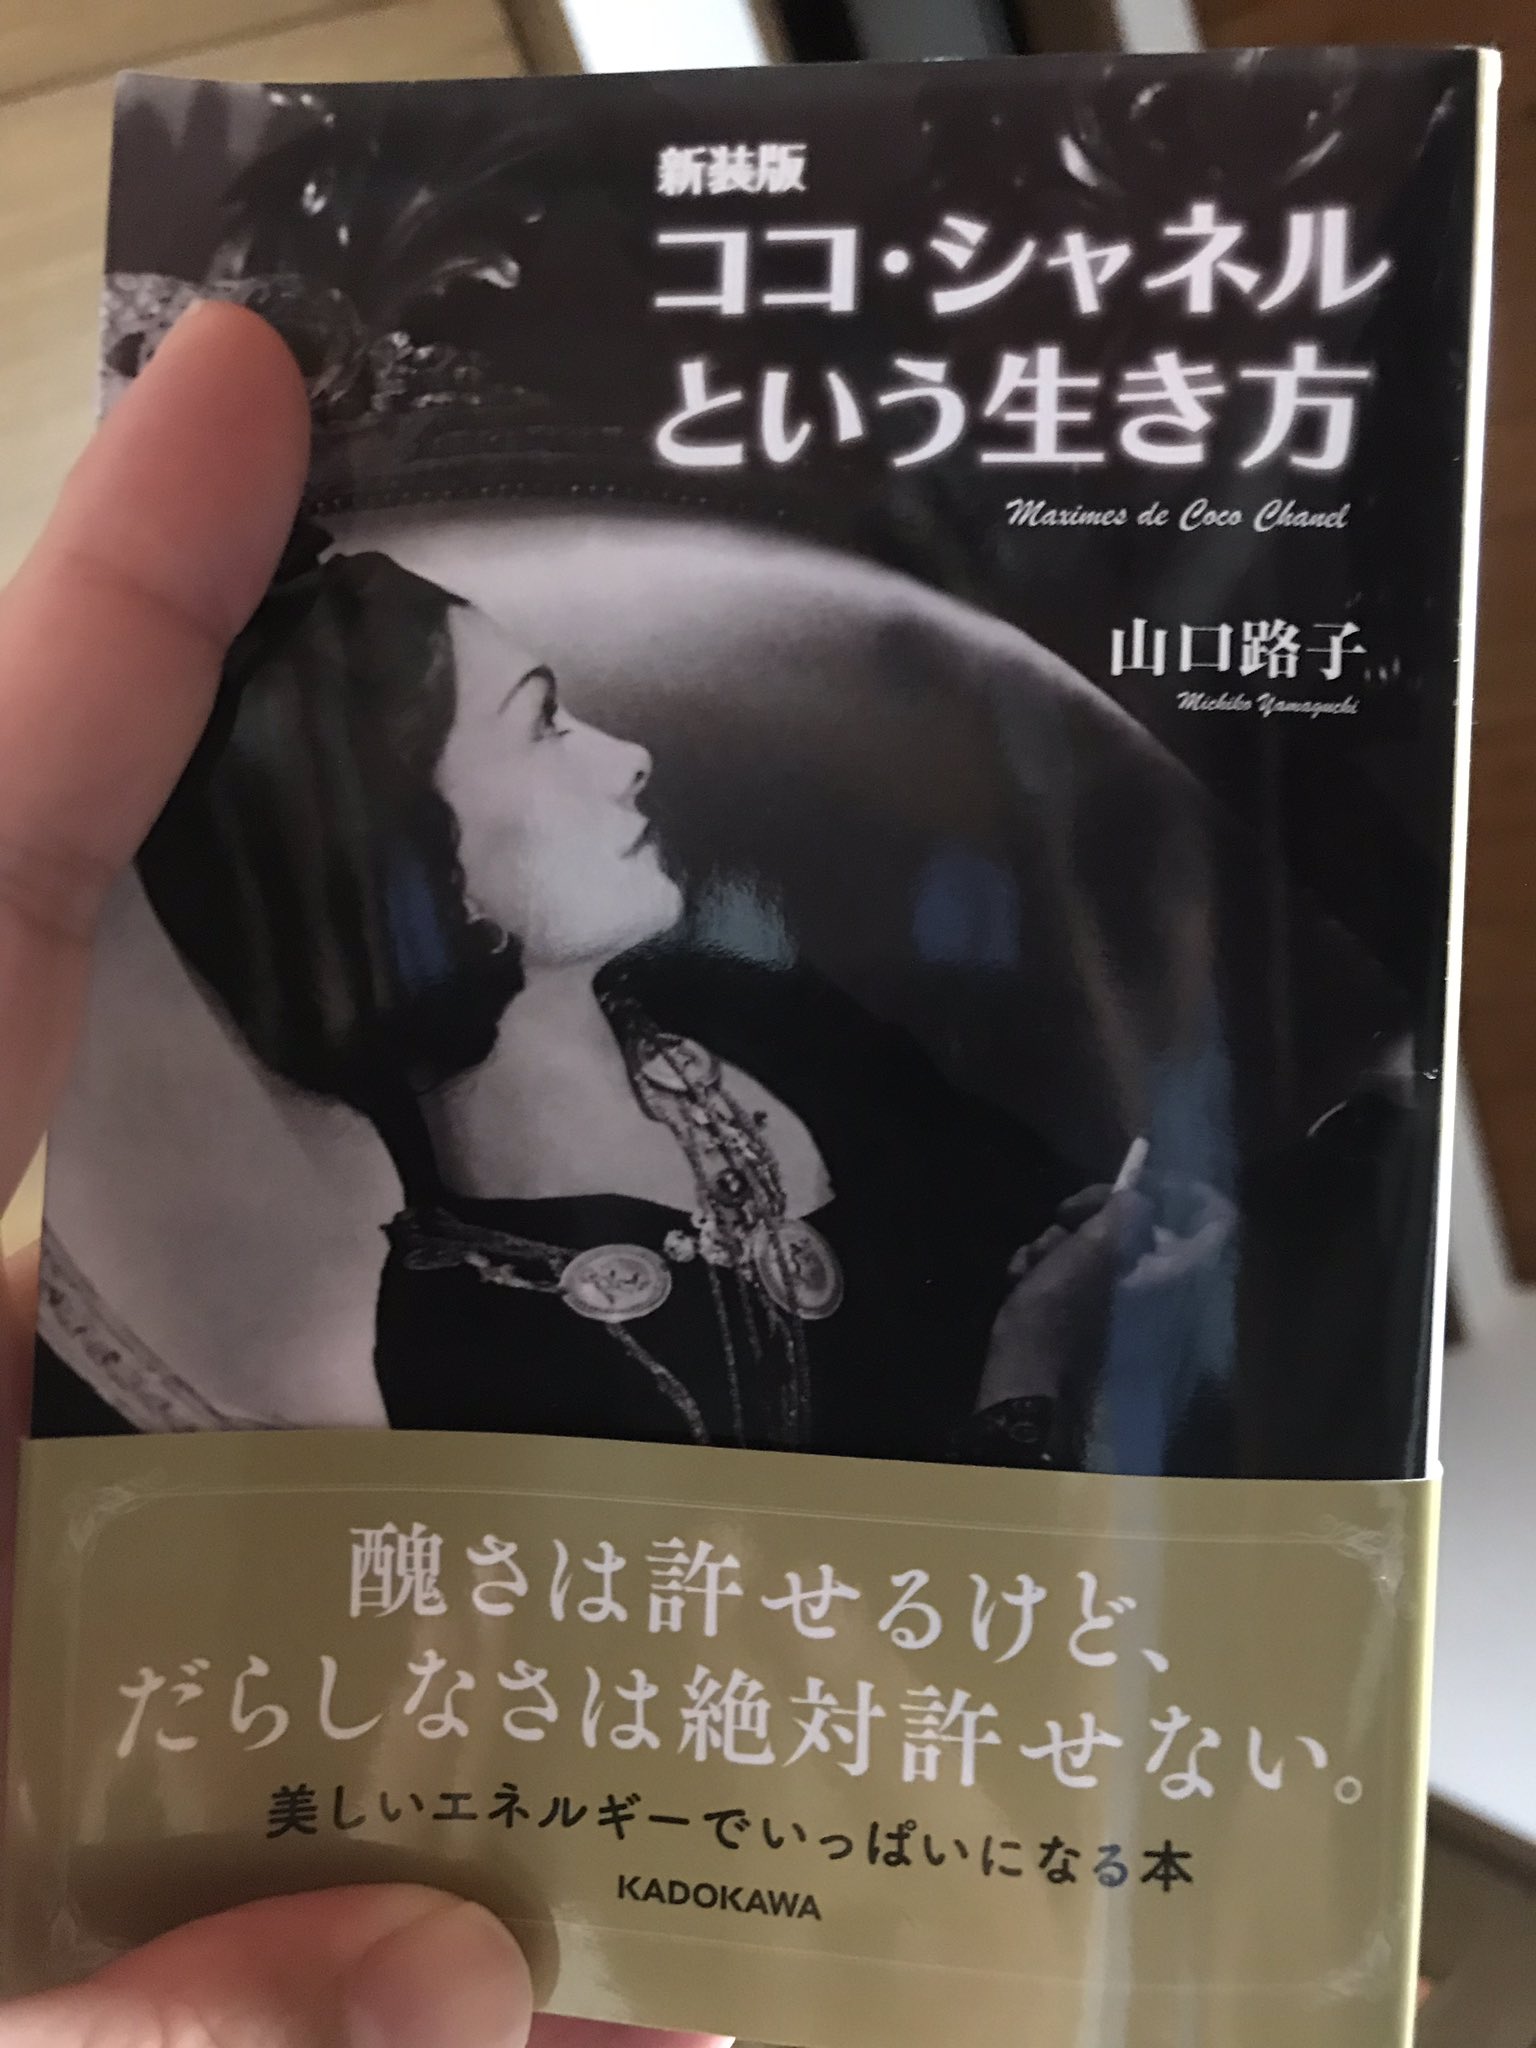 新装版
ココ・シャネル
という生き方
Maximes de Coco Chanel
山口路子
Michiko Yamaguchi
醜さは許せるけど、
だらしなさは絶対許せない。
美しいエネルギーでいっぱいになる本
KADOKAWA